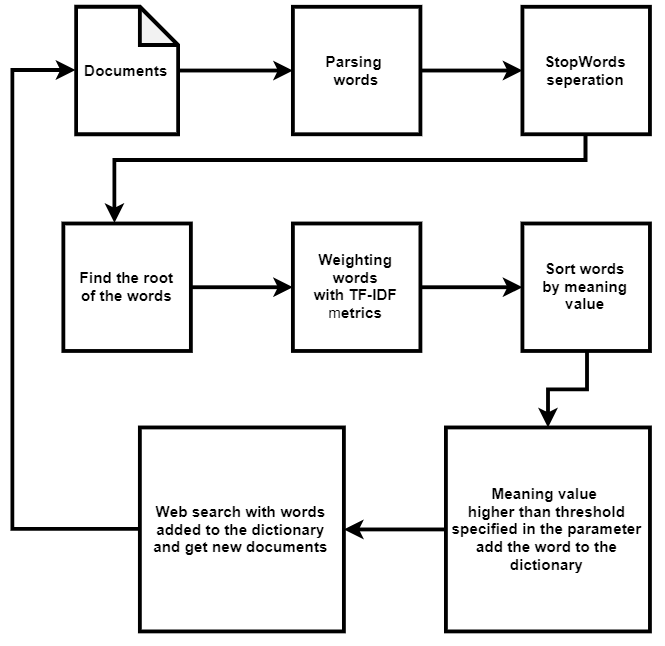 Documents
Parsing
words
StopWords
seperation
Find the root
of the words
Weighting
words
with TF-IDF
metrics
Sort words
by meaning
value
Meaning value
higher than threshold
specified in the parameter
add the word to the
dictionary
Web search with words
added to the dictionary
and get new documents